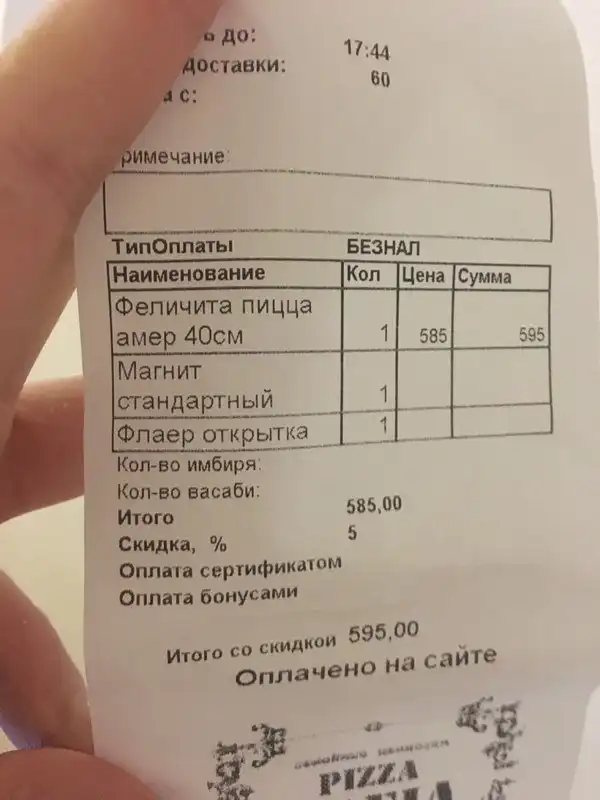 до:
17:44
доставки:
60
с:
римечание:
ТипОплаты БЕЗНАЛ
Наименование Кол Цена Сумма
Феличита пицца
амер 40см 1 585 595
Магнит
стандартный 1
Флаер открытка 1
Кол-во имбиря:
Кол-во васаби:
Итого 585,00
Скидка, % 5
Оплата сертификатом
Оплата бонусами
Итого со скидкой 595,00
Оплачено на сайте
PIZZA